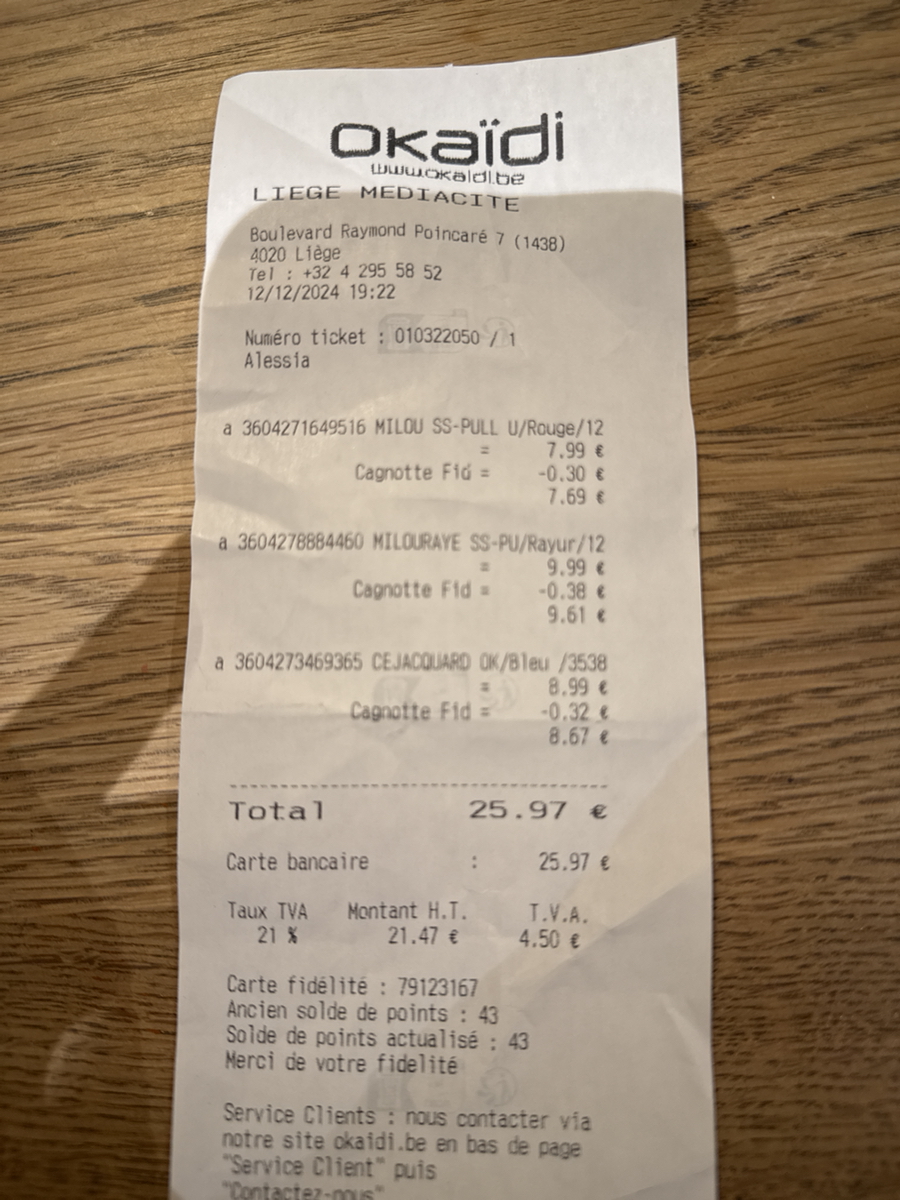 Okaïdi
www.okaidi.be
LIEGE MEDIACITE
Boulevard Raymond Poincaré 7 (1438)
4020 Liège
Tel : +32 4 295 58 52
12/12/2024 19:22
Numéro ticket : 010322050 / 1
Alessia
a 3604271649516 MILOU SS-PULL U/Rouge/12
= 7.99 €
Cagnotte Fid = -0.30 €
7.69 €
a 3604278884460 MILOURAYE SS-PU/Rayur/12
= 9.99 €
Cagnotte Fid = -0.38 €
9.61 €
a 3604273469365 CEJACQUARD OK/Bleu /3538
= 8.99 €
Cagnotte Fid = -0.32 €
8.67 €
Total 25.97 €
Carte bancaire : 25.97 €
Taux TVA Montant H.T. T.V.A.
21 % 21.47 € 4.50 €
Carte fidélité : 79123167
Ancien solde de points : 43
Solde de points actualisé : 43
Merci de votre fidelité
Service Clients : nous contacter via
notre site okaidi.be en bas de page
"Service Client" puis
"Contactez-nous"